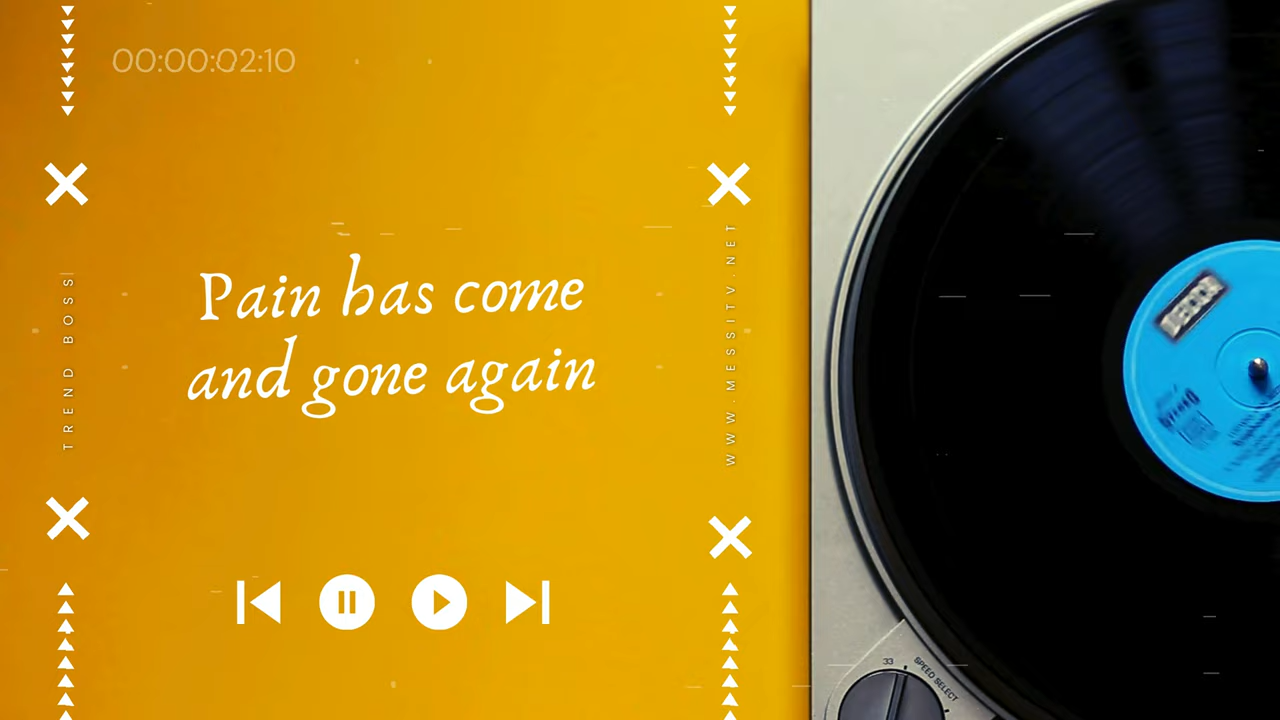 00:00:02:10
TREND BOSS
Pain has come
and gone again
WWW.MESSITV.NET
33
SPEED SELECT